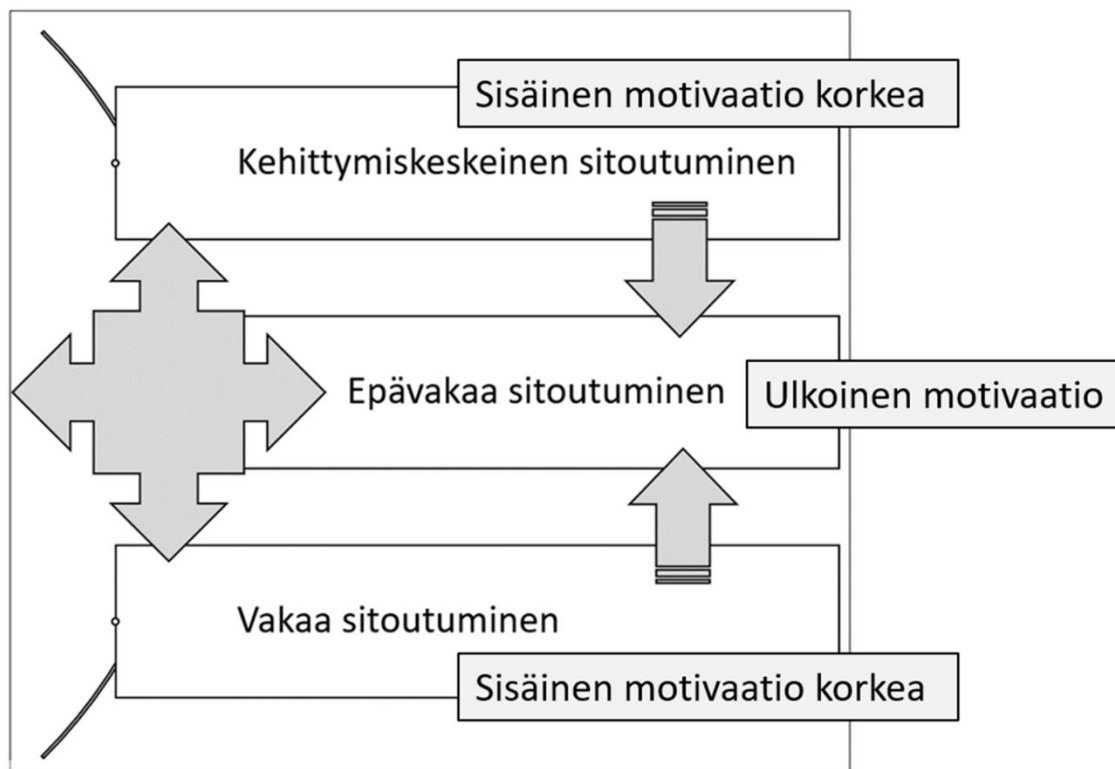 Sisäinen motivaatio korkea
Kehittymiskeskeinen sitoutuminen
Epävakaa sitoutuminen
Ulkoinen motivaatio
Vakaa sitoutuminen
Sisäinen motivaatio korkea